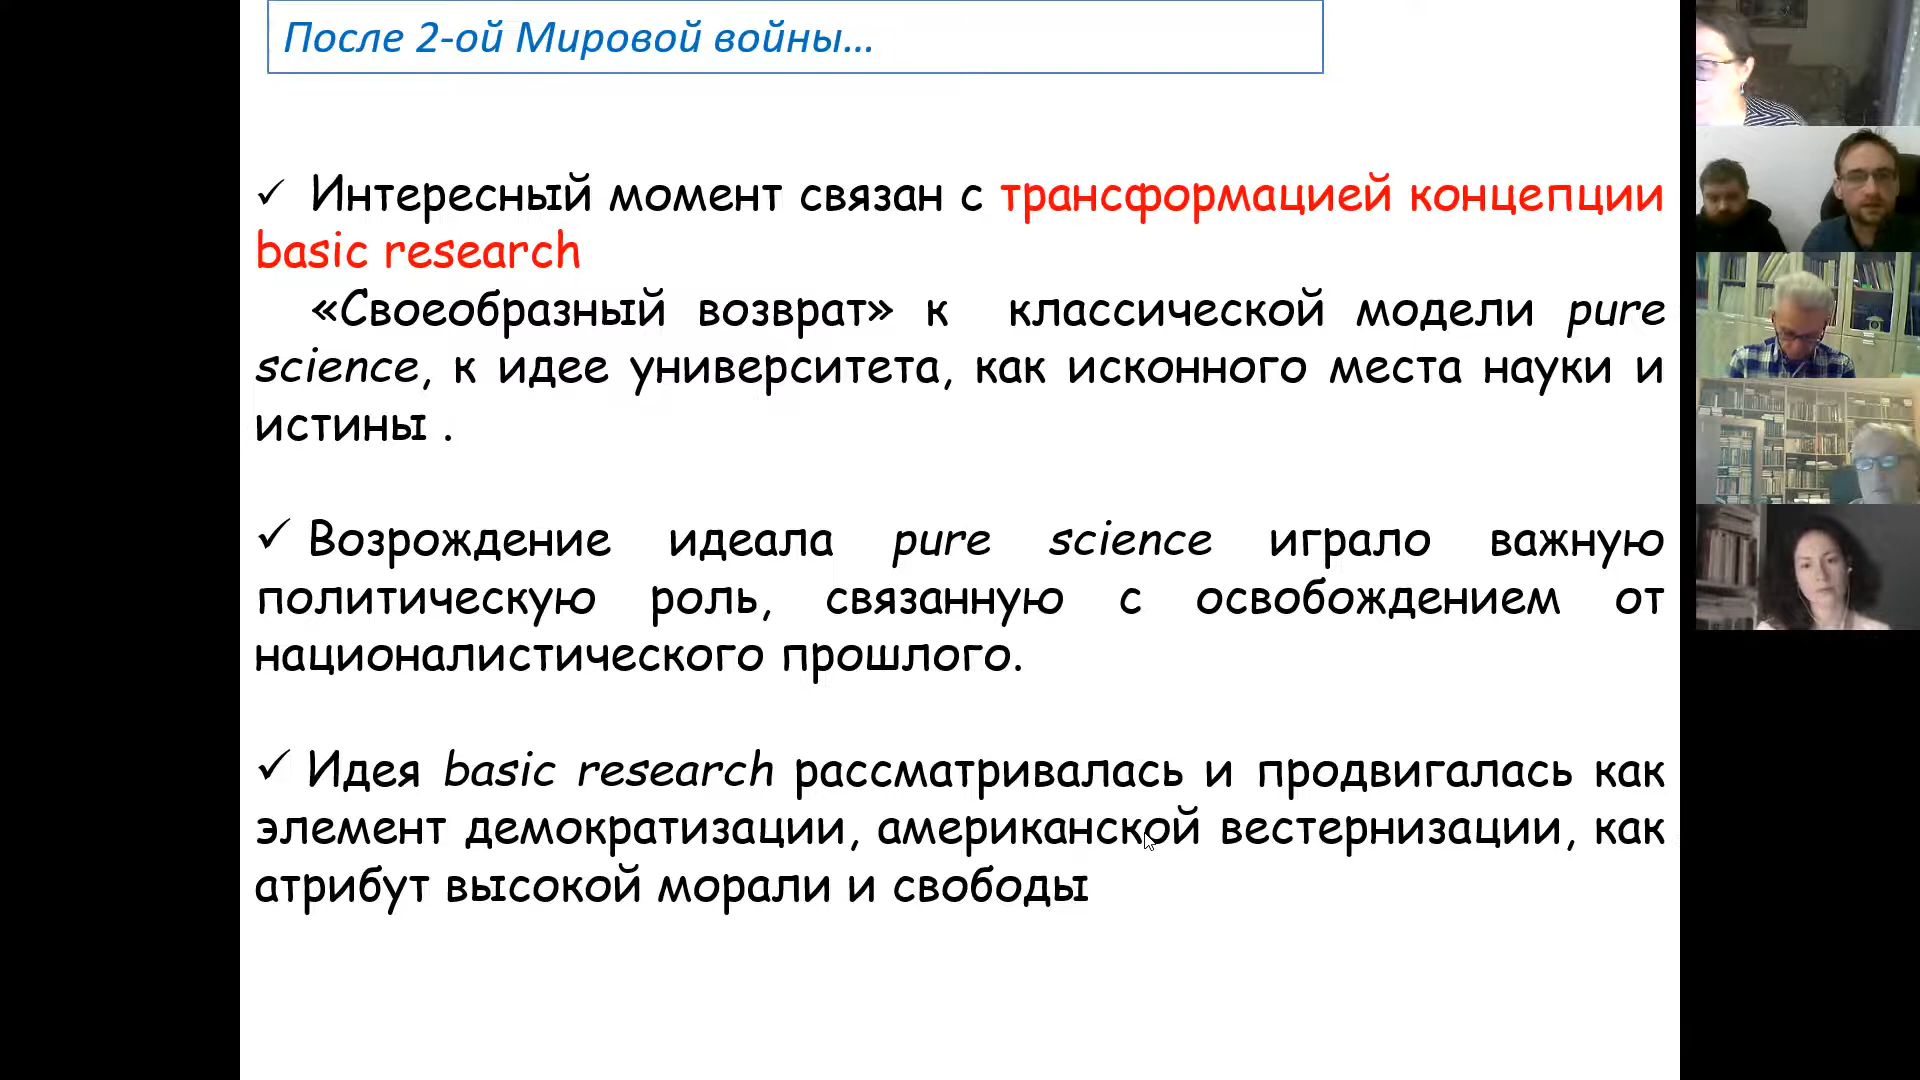 После 2-ой Мировой войны...
✓ Интересный момент связан с трансформацией концепции
basic research
«Своеобразный возврат» к классической модели pure
science, к идее университета, как исконного места науки и
истины .
✓ Возрождение идеала pure science играло важную
политическую роль, связанную с освобождением от
националистического прошлого.
✓ Идея basic research рассматривалась и продвигалась как
элемент демократизации, американской вестернизации, как
атрибут высокой морали и свободы